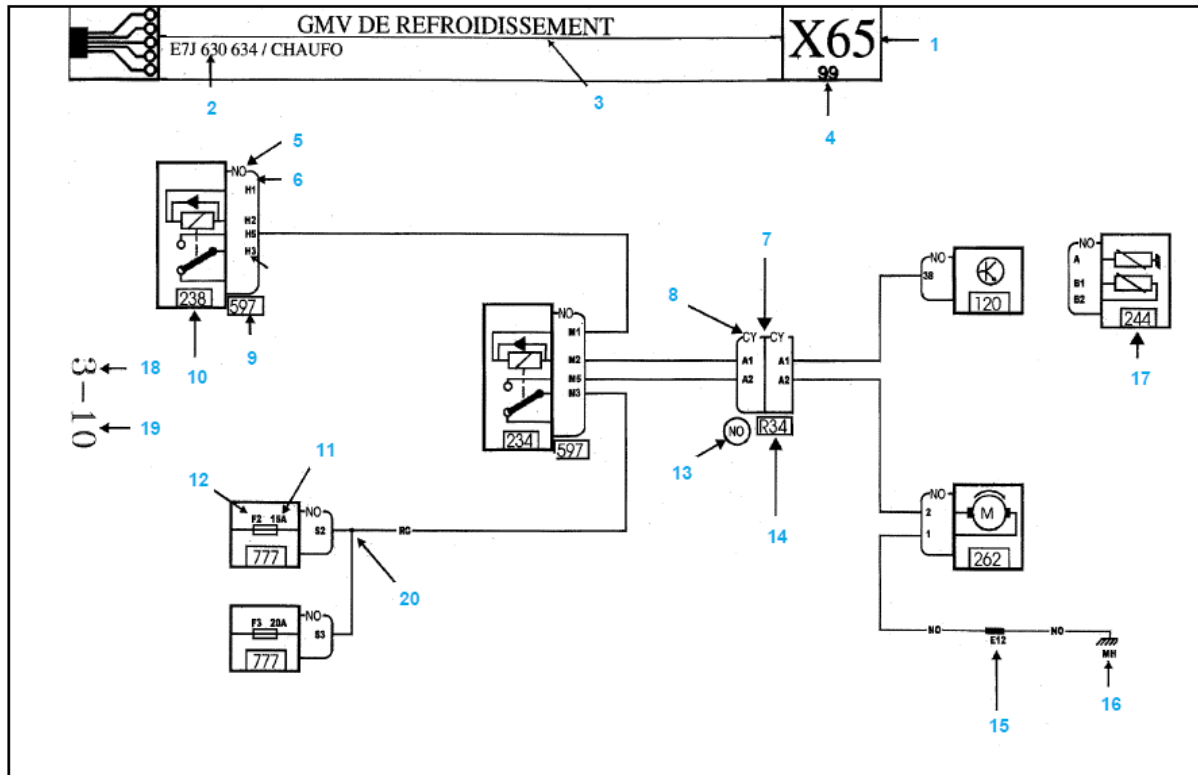 GMV DE REFROIDISSEMENT
E7J 630 634 / CHAUFO
X65
99
1
2
3
4
5
6
NO
H1
H2
H5
H3
238
597
9
10
7
8
CY CY
A1 A1
A2 A2
NO
R34
13
14
NO
38
120
NO
A
B1
B2
244
17
NO
M1
M2
M5
M3
234
597
3-10
18
19
11
12
F2 15A
NO
S2
777
RG
20
F3 20A
NO
S3
777
NO
2
1
M
262
NO
E12
NO
MH
15
16